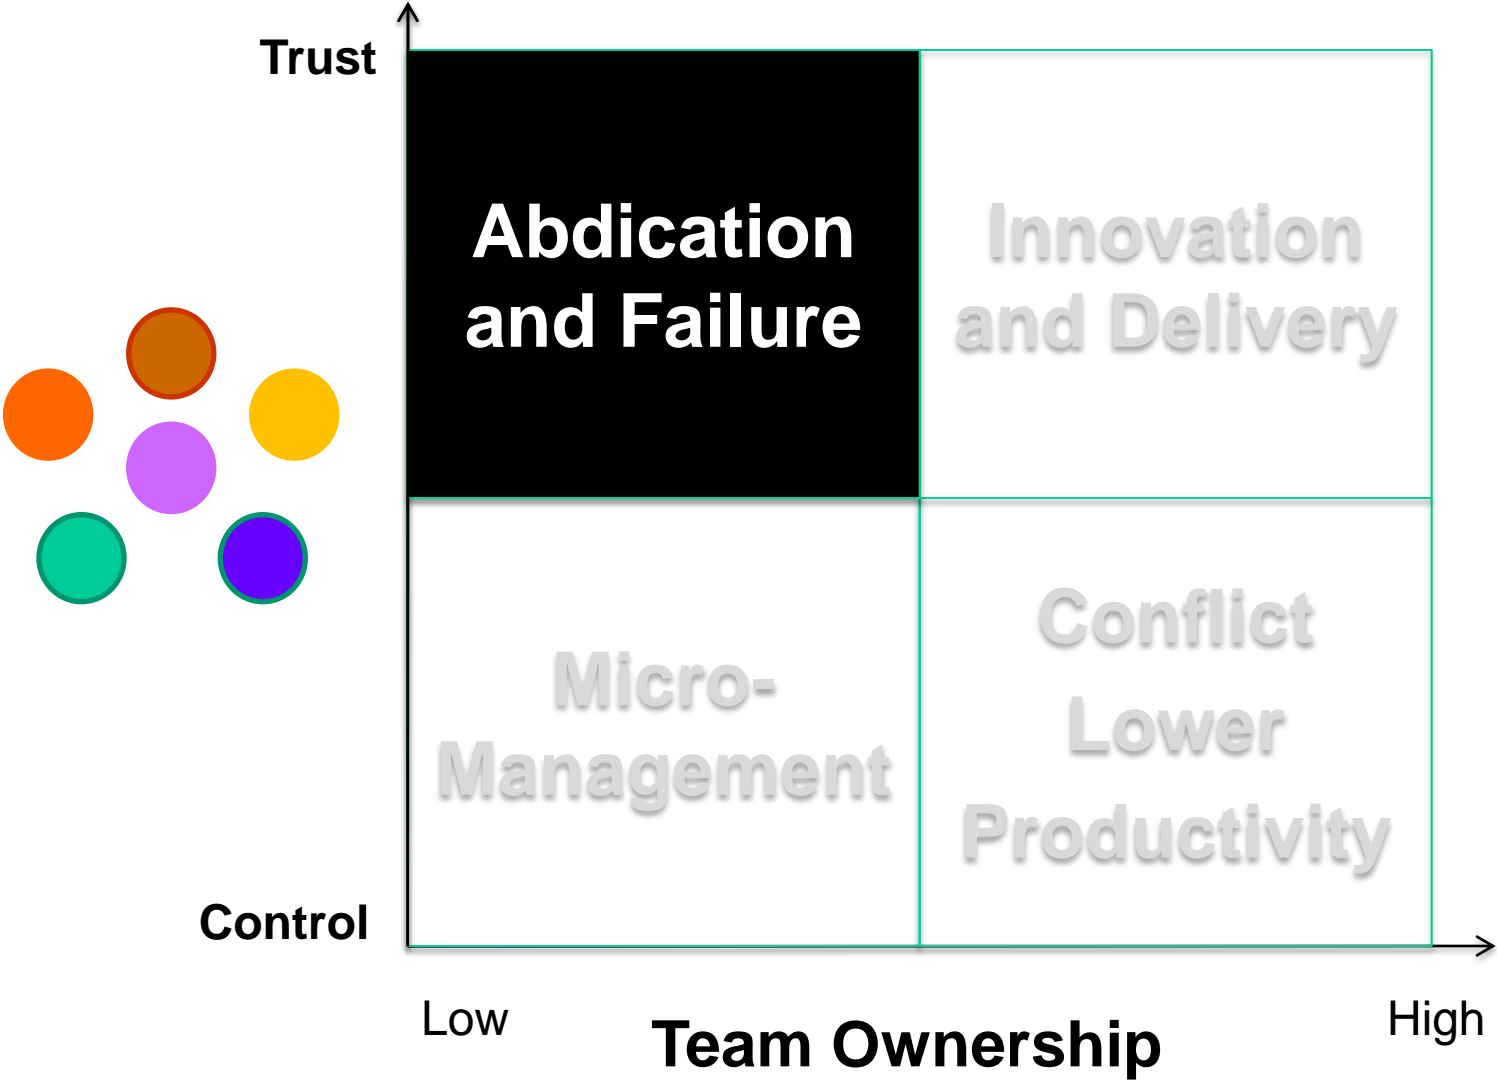 Trust
Abdication
and Failure
Innovation
and Delivery
Micro-
Management
Conflict
Lower
Productivity
Control
Low
High
Team Ownership